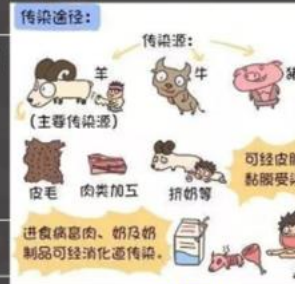 传染途径：
传染源：
羊
牛
猪
(主要传染源)
可经皮肤
黏膜受染
皮毛
肉类加工
挤奶等
进食病畜肉、奶及奶
制品可经消化道传染。